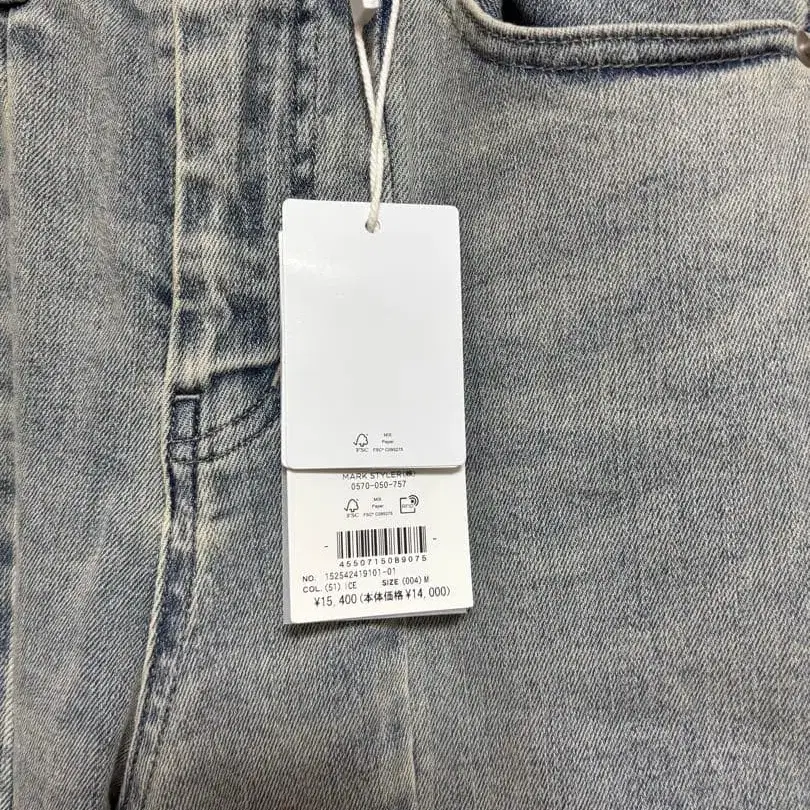 MIX
Paper
FSC
FSC® C095275
MARK STYLER(株)
0570-050-757
MIX
Paper
FSC
FSC® C095275
RFID
4550715089075
NO. 152542419101-01
COL.(51) ICE SIZE (004) M
¥15,400(本体価格¥14,000)